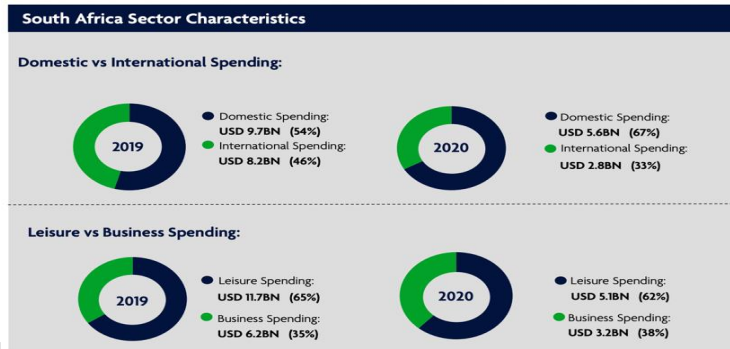 South Africa Sector Characteristics
Domestic vs International Spending:
2019
Domestic Spending:
USD 9.7BN (54%)
International Spending:
USD 8.2BN (46%)
2020
Domestic Spending:
USD 5.6BN (67%)
International Spending:
USD 2.8BN (33%)
Leisure vs Business Spending:
2019
Leisure Spending:
USD 11.7BN (65%)
Business Spending:
USD 6.2BN (35%)
2020
Leisure Spending:
USD 5.1BN (62%)
Business Spending:
USD 3.2BN (38%)